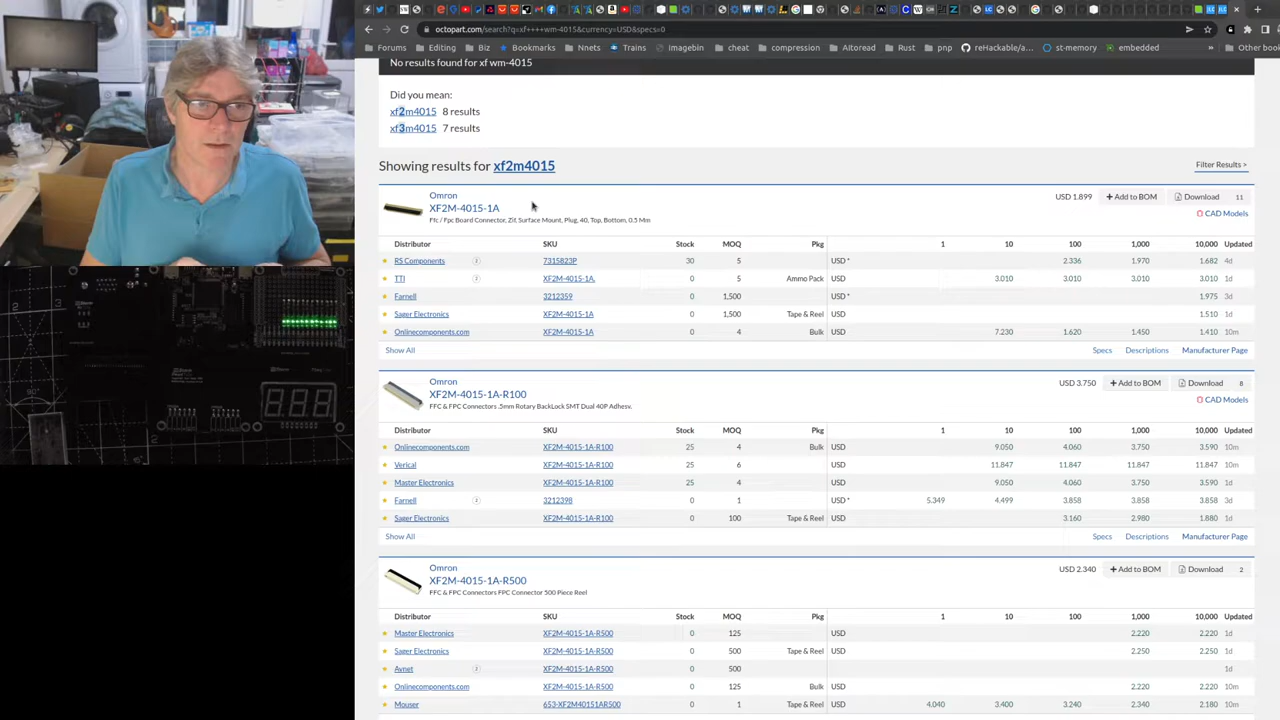 octopart.com/search?q=xf++++wm-4015&currency=USD&specs=0
Forums Editing Biz Bookmarks Nnets Trains imagebin cheat compression Aitoread Rust pnp reHackable/a... st-memory embedded » Other book
No results found for xf wm-4015
Did you mean:
xf2m4015 8 results
xf3m4015 7 results
Showing results for xf2m4015 Filter Results >
Omron
XF2M-4015-1A USD 1.899 + Add to BOM Download 11
Ffc / Fpc Board Connector, Zif, Surface Mount, Plug, 40, Top, Bottom, 0.5 Mm CAD Models
Distributor SKU Stock MOQ Pkg 1 10 100 1,000 10,000 Updated
RS Components 2 7315823P 30 5 USD * 2.336 1.970 1.682 4d
TTI 2 XF2M-4015-1A. 0 5 Ammo Pack USD 3.010 3.010 3.010 3.010 1d
Farnell 3212359 0 1,500 USD * 1.975 3d
Sager Electronics XF2M-4015-1A 0 1,500 Tape & Reel USD 1.510 1d
Onlinecomponents.com XF2M-4015-1A 0 4 Bulk USD 7.230 1.620 1.450 1.410 10m
Show All Specs Descriptions Manufacturer Page
Omron
XF2M-4015-1A-R100 USD 3.750 + Add to BOM Download 8
FFC & FPC Connectors .5mm Rotary BackLock SMT Dual 40P Adhesv. CAD Models
Distributor SKU Stock MOQ Pkg 1 10 100 1,000 10,000 Updated
Onlinecomponents.com XF2M-4015-1A-R100 25 4 Bulk USD 9.050 4.060 3.750 3.590 10m
Verical XF2M-4015-1A-R100 25 6 USD 11.847 11.847 11.847 11.847 10m
Master Electronics XF2M-4015-1A-R100 25 4 USD 9.050 4.060 3.750 3.590 1d
Farnell 2 3212398 0 1 USD * 5.349 4.499 3.858 3.858 3.858 3d
Sager Electronics XF2M-4015-1A-R100 0 100 Tape & Reel USD 3.160 2.980 1.880 1d
Show All Specs Descriptions Manufacturer Page
Omron
XF2M-4015-1A-R500 USD 2.340 + Add to BOM Download 2
FFC & FPC Connectors FPC Connector 500 Piece Reel
Distributor SKU Stock MOQ Pkg 1 10 100 1,000 10,000 Updated
Master Electronics XF2M-4015-1A-R500 0 125 USD 2.220 2.220 1d
Sager Electronics XF2M-4015-1A-R500 0 500 Tape & Reel USD 2.250 2.250 1d
Avnet 2 XF2M-4015-1A-R500 0 500 1d
Onlinecomponents.com XF2M-4015-1A-R500 0 125 Bulk USD 2.220 2.220 10m
Mouser 653-XF2M40151AR500 0 1 Tape & Reel USD 4.040 3.400 3.240 2.340 2.180 10m